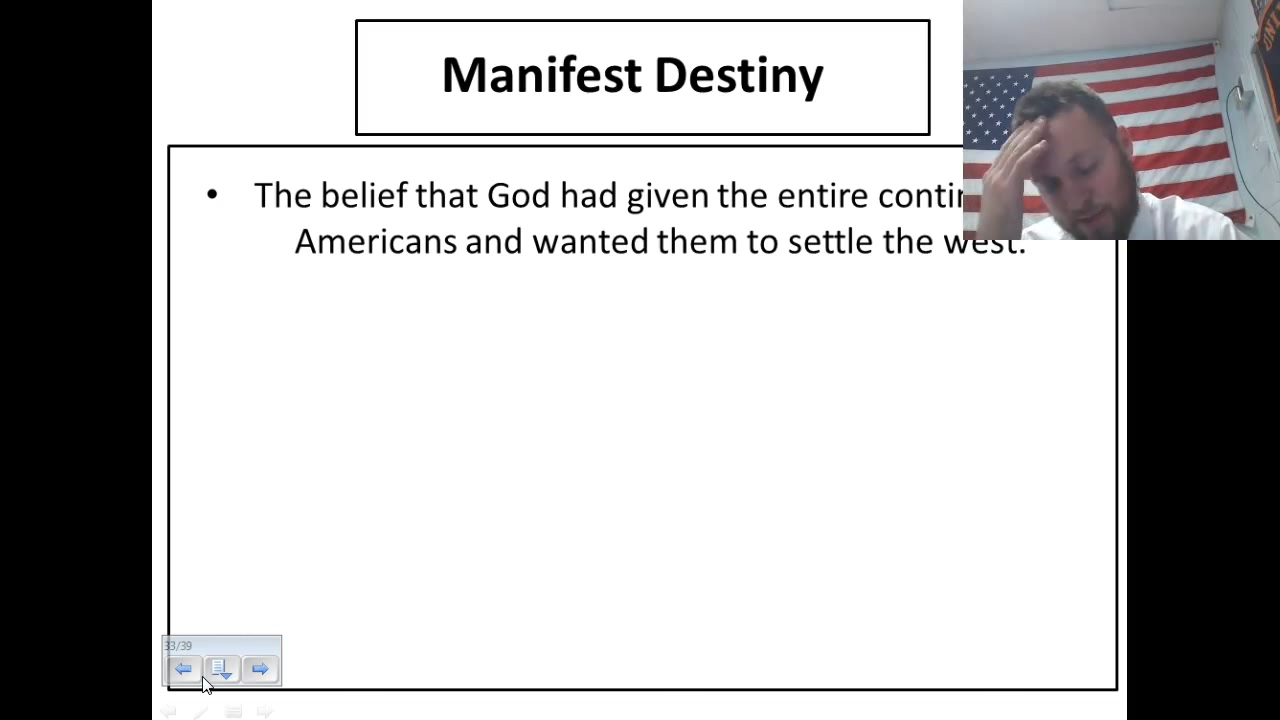 Manifest Destiny
• The belief that God had given the entire
Americans and wanted them to settle the west.
33/39